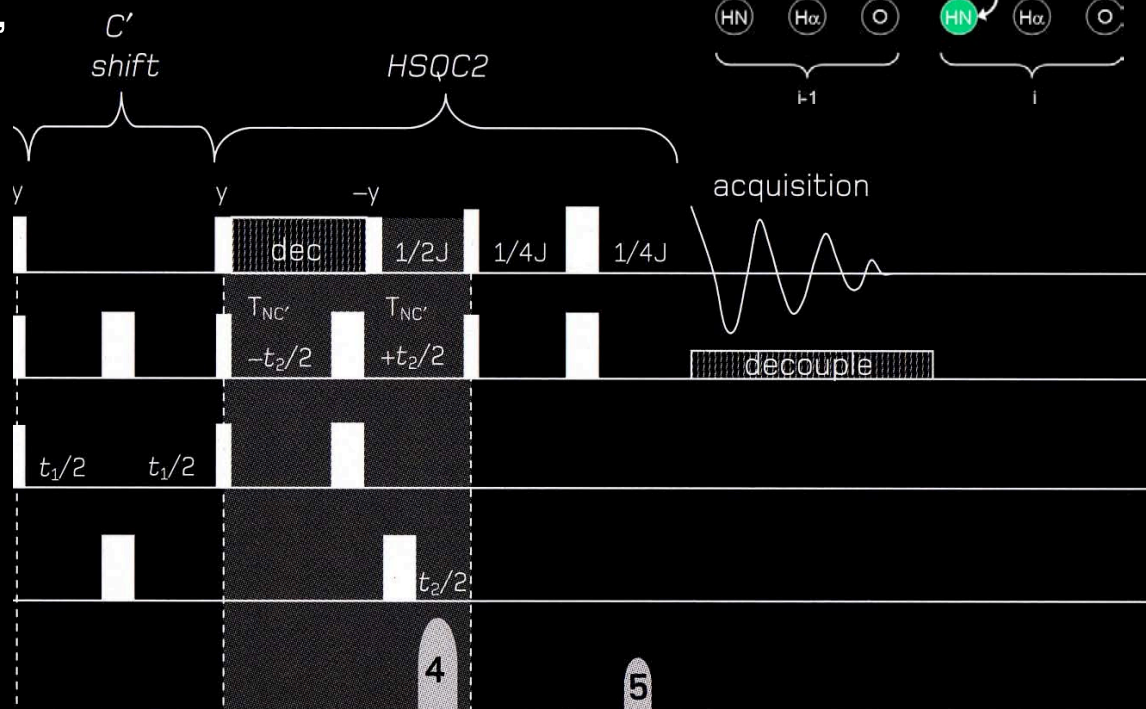 HN Hα O HN Hα O
i-1 i
C′
shift
HSQC2
acquisition
y y –y
dec 1/2J 1/4J 1/4J
TNC′ TNC′
–t₂/2 +t₂/2
decouple
t₁/2 t₁/2
t₂/2
4
5